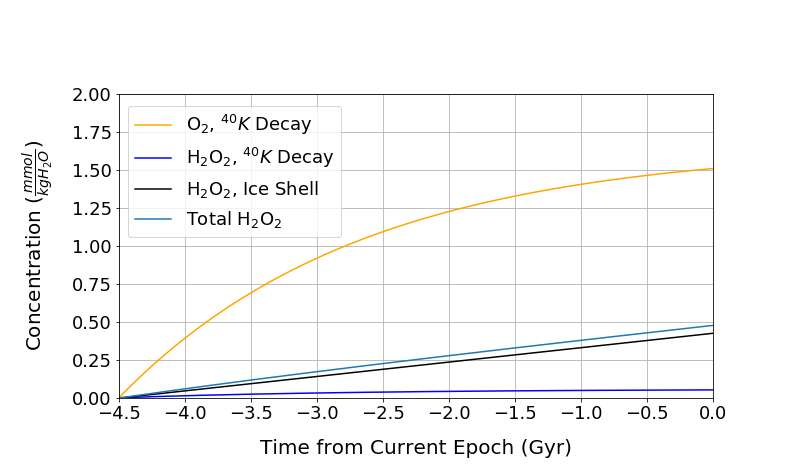 2.00
1.75
1.50
1.25
1.00
0.75
0.50
0.25
0.00
Concentration (mmol/kgH₂O)
O₂, ⁴⁰K Decay
H₂O₂, ⁴⁰K Decay
H₂O₂, Ice Shell
Total H₂O₂
−4.5 −4.0 −3.5 −3.0 −2.5 −2.0 −1.5 −1.0 −0.5 0.0
Time from Current Epoch (Gyr)